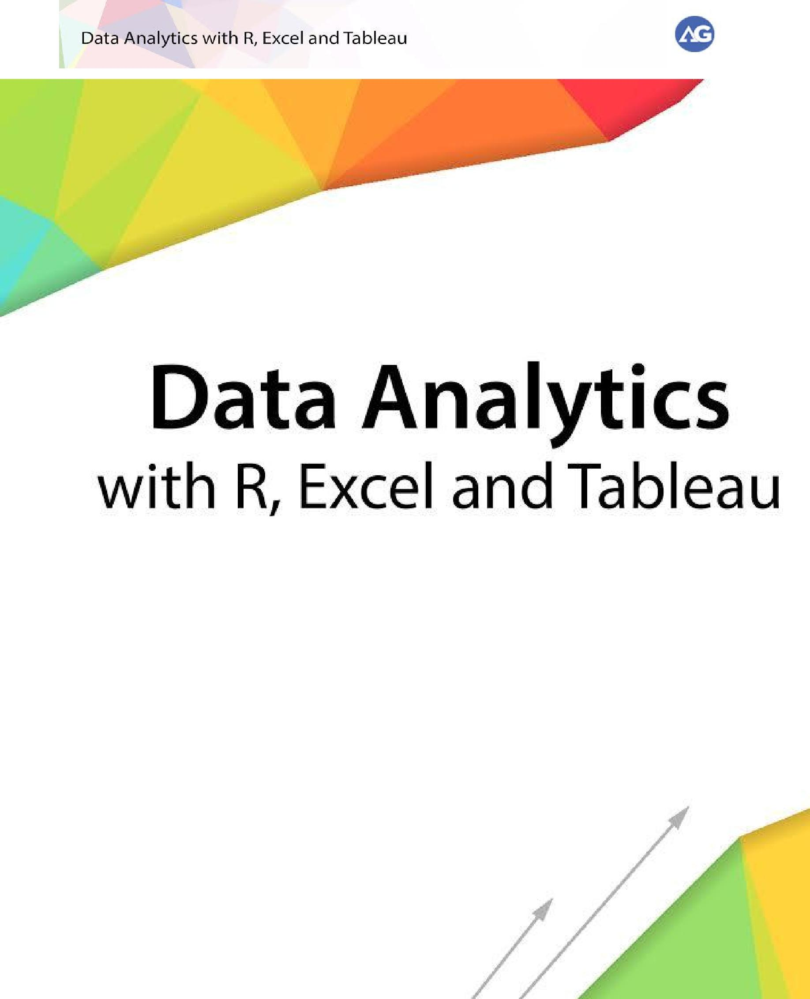 Data Analytics with R, Excel and Tableau
AG
Data Analytics
with R, Excel and Tableau